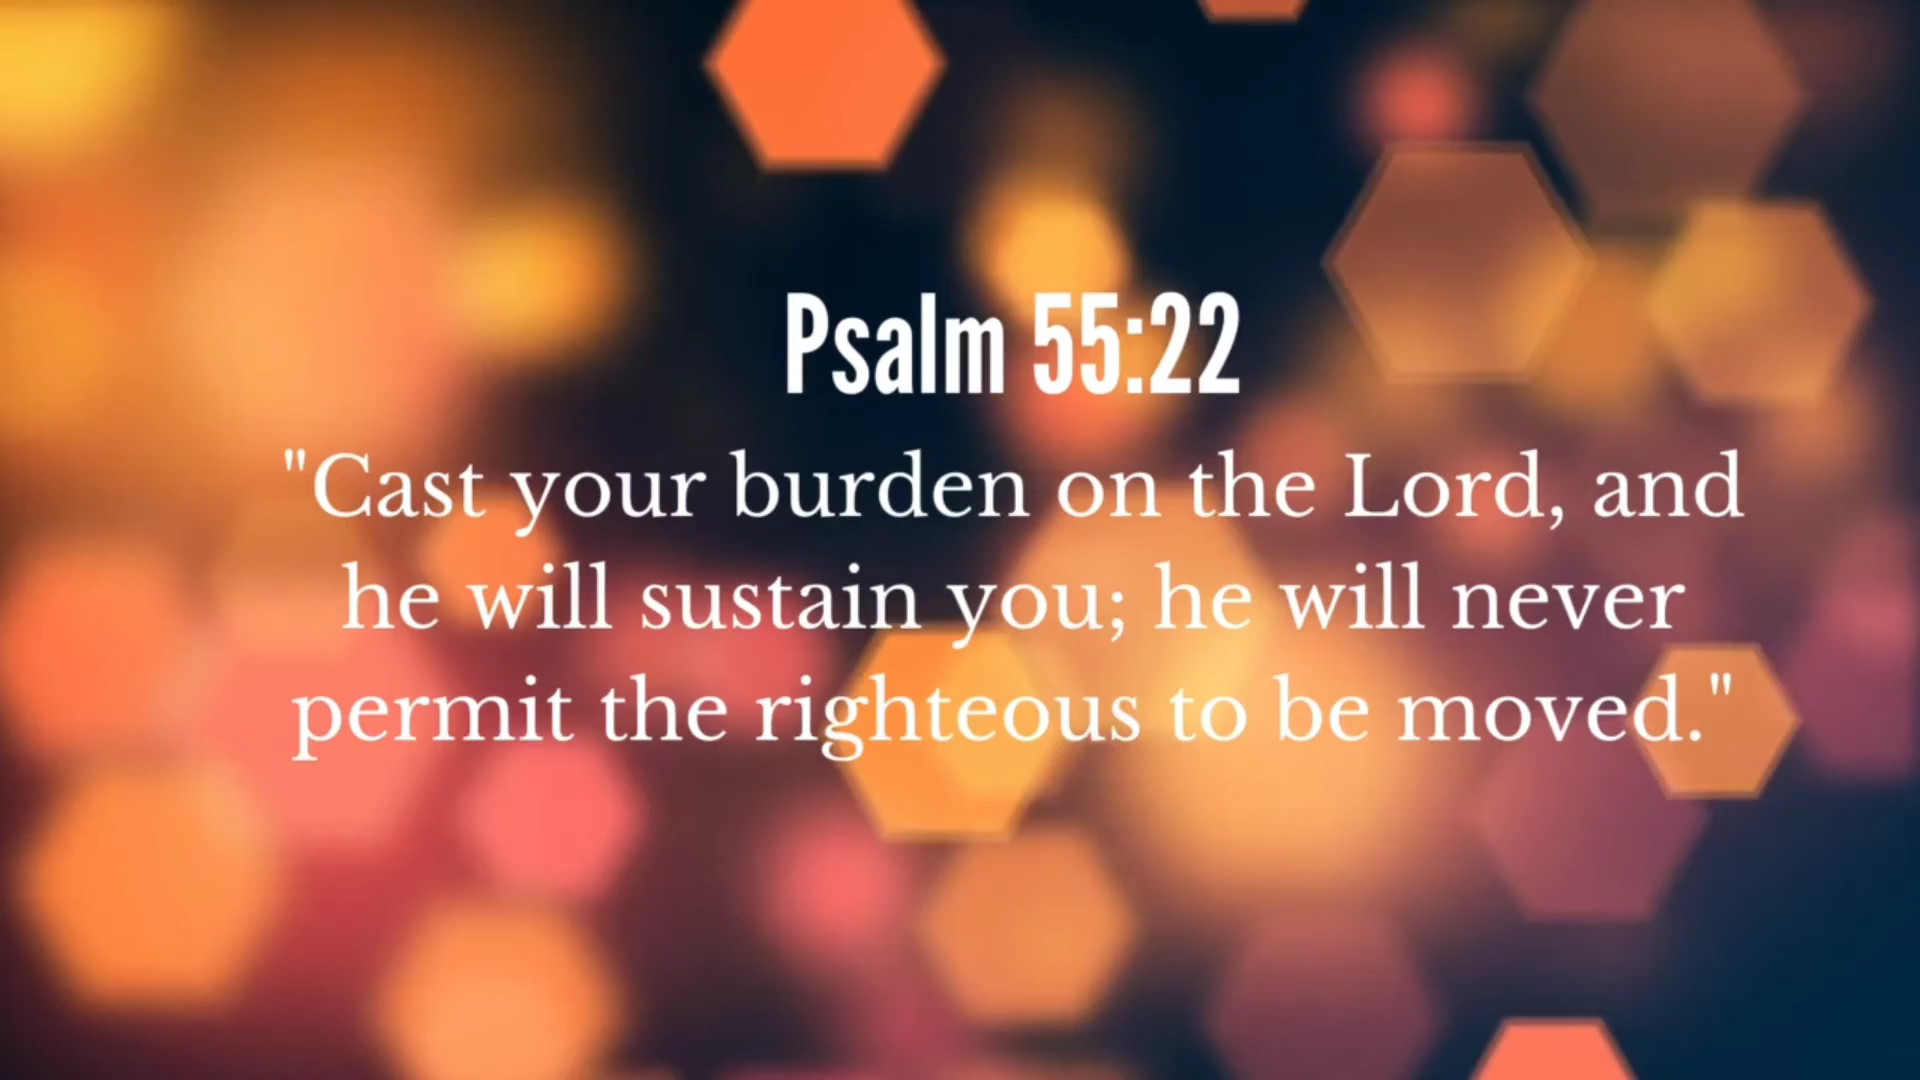 Psalm 55:22
"Cast your burden on the Lord, and
he will sustain you; he will never
permit the righteous to be moved."